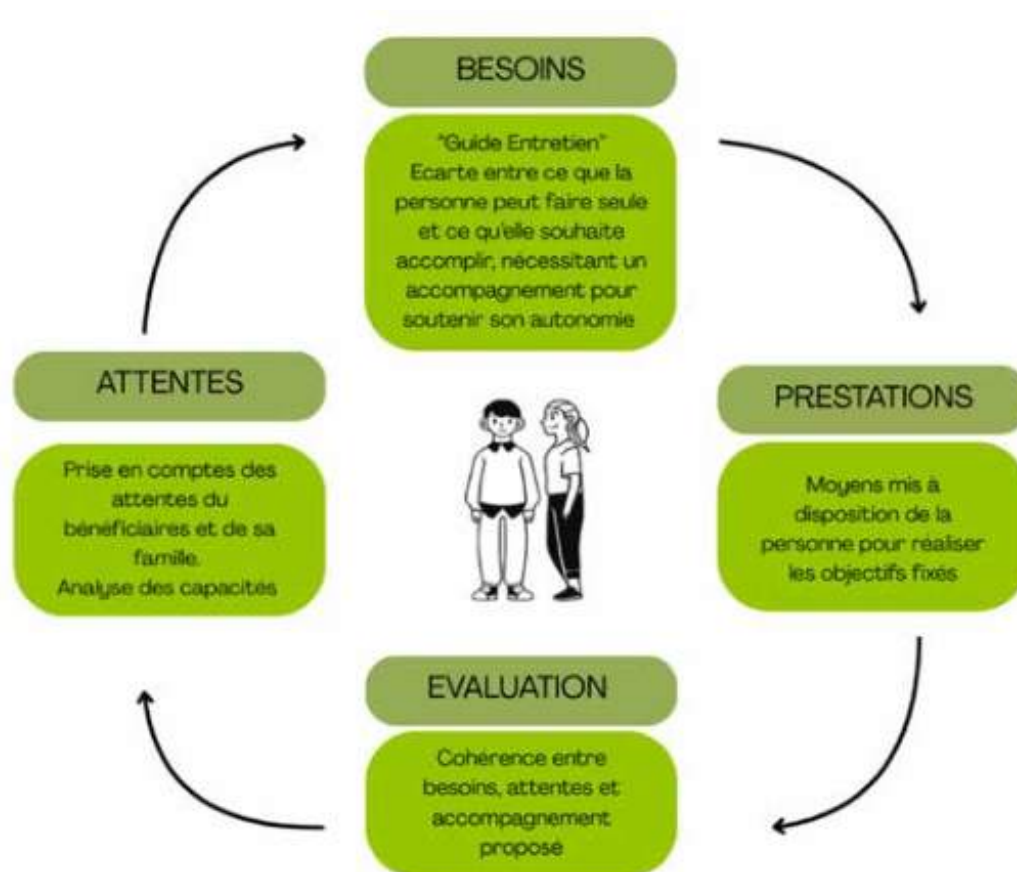 BESOINS
"Guide Entretien"
Ecarte entre ce que la
personne peut faire seule
et ce qu'elle souhaite
accomplir, nécessitant un
accompagnement pour
soutenir son autonomie
ATTENTES
Prise en comptes des
attentes du
bénéficiaires et de sa
famille.
Analyse des capacités
PRESTATIONS
Moyens mis à
disposition de la
personne pour réaliser
les objectifs fixés
EVALUATION
Cohérence entre
besoins, attentes et
accompagnement
proposé